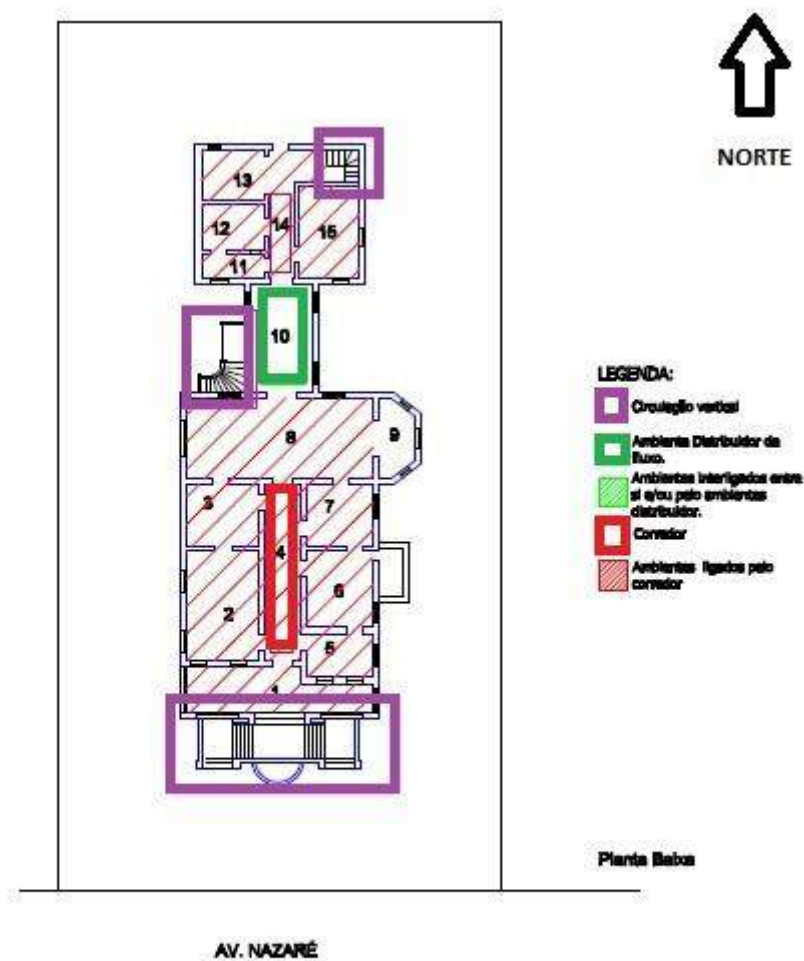 NORTE
13
12
14
15
11
10
8
9
3
7
4
6
2
5
1
LEGENDA:
Circulação vertical
Ambiente Distribuidor de
fluxo.
Ambientes Interligados entre
si e/ou pelo ambientes
distribuidor.
Corredor
Ambientes ligados pelo
corredor
Planta Baixa
AV. NAZARÉ